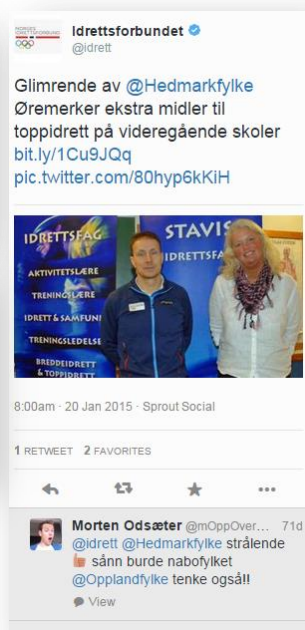 NORGES
IDRETTSFORBUND
Idrettsforbundet
@idrett
Glimrende av @Hedmarkfylke
Øremerker ekstra midler til
toppidrett på videregående skoler
bit.ly/1Cu9JQq
pic.twitter.com/80hyp6kKiH
IDRETTSFAG
AKTIVITETSLÆRE
TRENINGSLÆRE
IDRETT & SAMFUNN
TRENINGSLEDELSE
BREDDEIDRETT
& TOPPIDRETT
STAVIS
IDRETTSFA
8:00am · 20 Jan 2015 · Sprout Social
1 RETWEET 2 FAVORITES
Morten Odsæter @mOppOver... 71d
@idrett @Hedmarkfylke strålende
👍 sånn burde nabofylket
@Opplandfylke tenke også!!
View